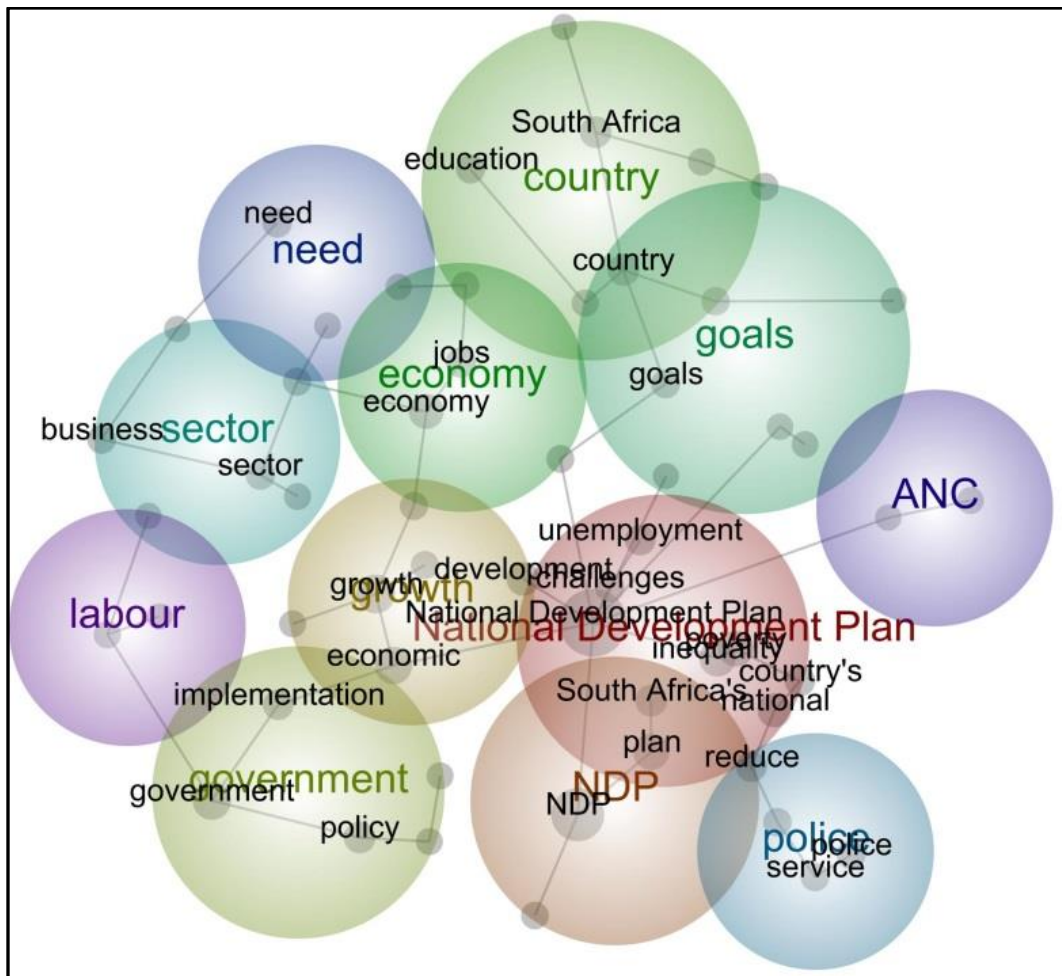 South Africa
education
country
need
need
country
goals
jobs
economy
goals
economy
business
sector
sector
ANC
unemployment
development
challenges
growth
growth
National Development Plan
labour
National Development Plan
poverty
inequality
economic
country's
implementation
South Africa's
national
plan
reduce
government
NDP
government
NDP
policy
police
police
service